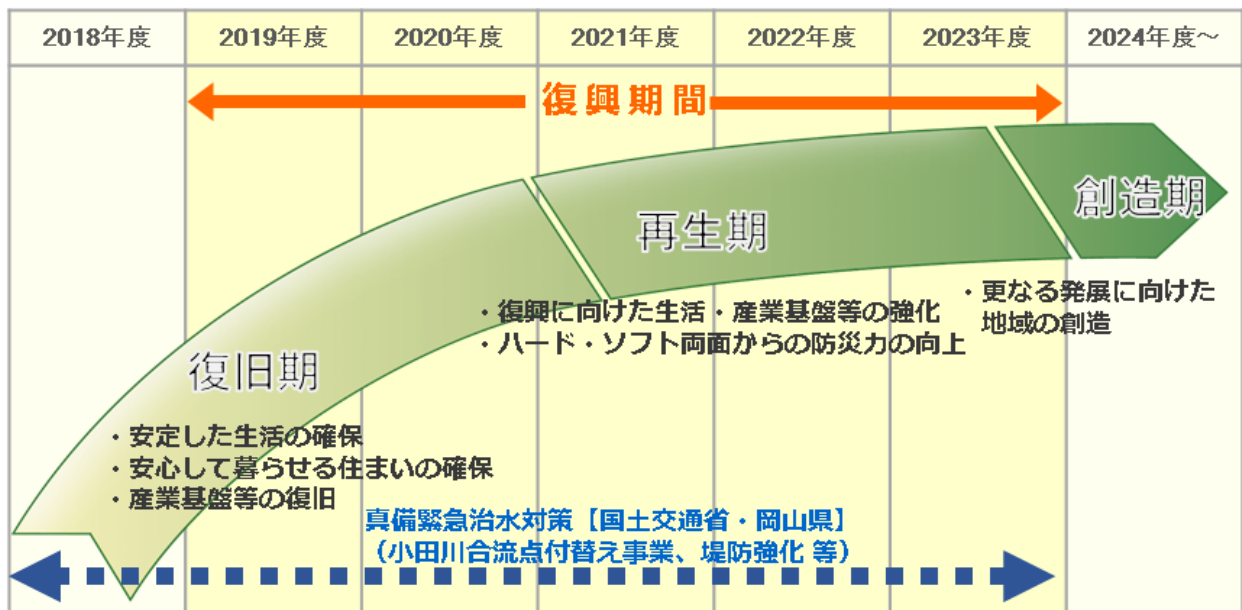 2018年度
2019年度
2020年度
2021年度
2022年度
2023年度
2024年度～
復興期間
創造期
再生期
・更なる発展に向けた
地域の創造
・復興に向けた生活・産業基盤等の強化
・ハード・ソフト両面からの防災力の向上
復旧期
・安定した生活の確保
・安心して暮らせる住まいの確保
・産業基盤等の復旧
真備緊急治水対策【国土交通省・岡山県】
（小田川合流点付替え事業、堤防強化 等）